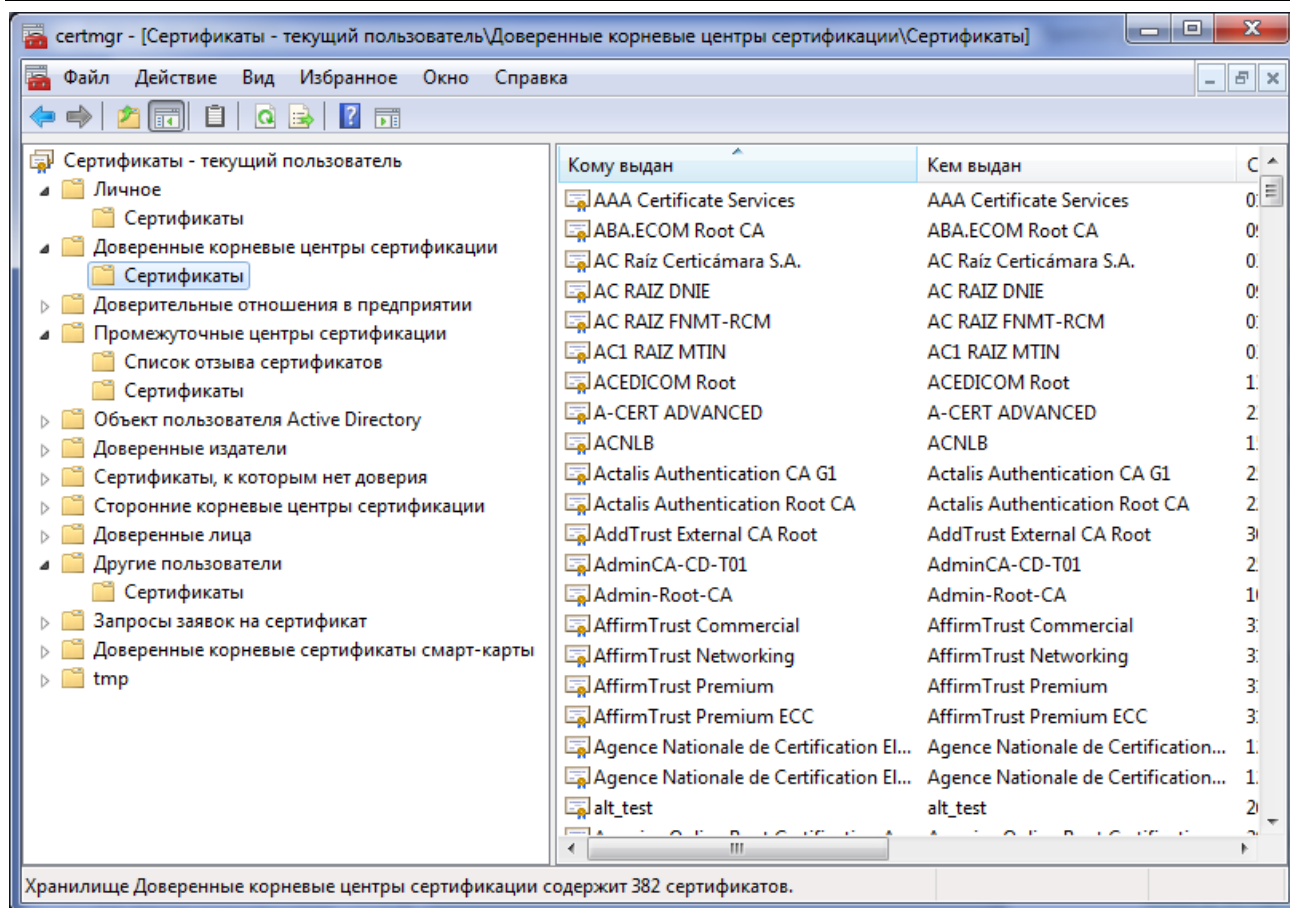 certmgr - [Сертификаты - текущий пользователь\Доверенные корневые центры сертификации\Сертификаты]
Файл Действие Вид Избранное Окно Справка
Сертификаты - текущий пользователь
Личное
Сертификаты
Доверенные корневые центры сертификации
Сертификаты
Доверительные отношения в предприятии
Промежуточные центры сертификации
Список отзыва сертификатов
Сертификаты
Объект пользователя Active Directory
Доверенные издатели
Сертификаты, к которым нет доверия
Сторонние корневые центры сертификации
Доверенные лица
Другие пользователи
Сертификаты
Запросы заявок на сертификат
Доверенные корневые сертификаты смарт-карты
tmp
Кому выдан Кем выдан С
AAA Certificate Services AAA Certificate Services
ABA.ECOM Root CA ABA.ECOM Root CA
AC Raíz Certicámara S.A. AC Raíz Certicámara S.A.
AC RAIZ DNIE AC RAIZ DNIE
AC RAIZ FNMT-RCM AC RAIZ FNMT-RCM
AC1 RAIZ MTIN AC1 RAIZ MTIN
ACEDICOM Root ACEDICOM Root
A-CERT ADVANCED A-CERT ADVANCED
ACNLB ACNLB
Actalis Authentication CA G1 Actalis Authentication CA G1
Actalis Authentication Root CA Actalis Authentication Root CA
AddTrust External CA Root AddTrust External CA Root
AdminCA-CD-T01 AdminCA-CD-T01
Admin-Root-CA Admin-Root-CA
AffirmTrust Commercial AffirmTrust Commercial
AffirmTrust Networking AffirmTrust Networking
AffirmTrust Premium AffirmTrust Premium
AffirmTrust Premium ECC AffirmTrust Premium ECC
Agence Nationale de Certification El... Agence Nationale de Certification...
Agence Nationale de Certification El... Agence Nationale de Certification...
alt_test alt_test
Хранилище Доверенные корневые центры сертификации содержит 382 сертификатов.